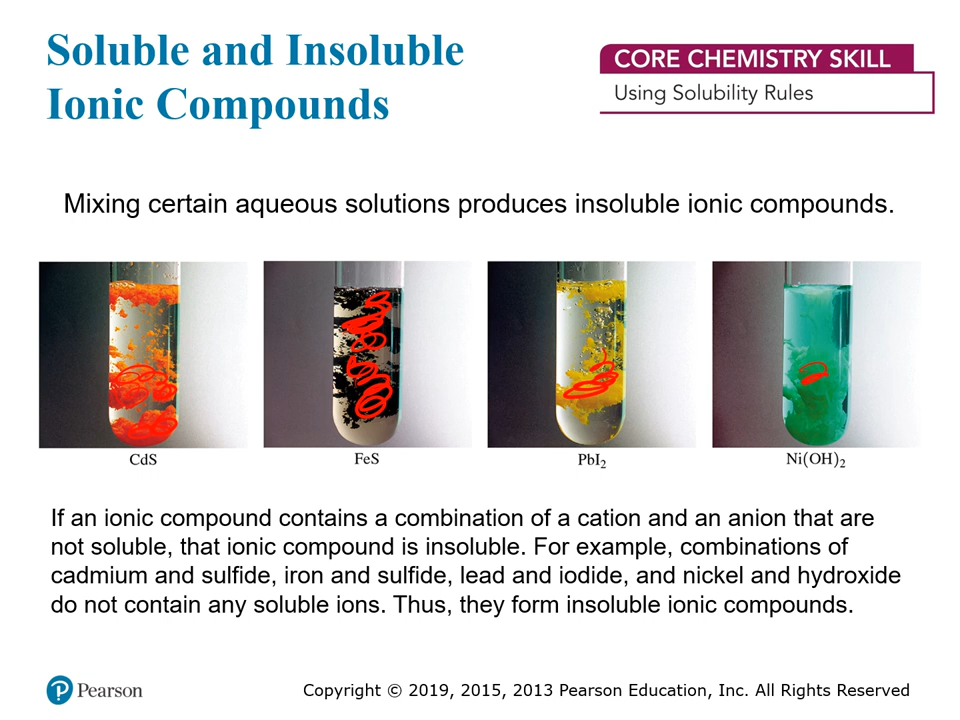 Soluble and Insoluble
Ionic Compounds
CORE CHEMISTRY SKILL
Using Solubility Rules
Mixing certain aqueous solutions produces insoluble ionic compounds.
CdS
FeS
PbI₂
Ni(OH)₂
If an ionic compound contains a combination of a cation and an anion that are
not soluble, that ionic compound is insoluble. For example, combinations of
cadmium and sulfide, iron and sulfide, lead and iodide, and nickel and hydroxide
do not contain any soluble ions. Thus, they form insoluble ionic compounds.
P Pearson
Copyright © 2019, 2015, 2013 Pearson Education, Inc. All Rights Reserved